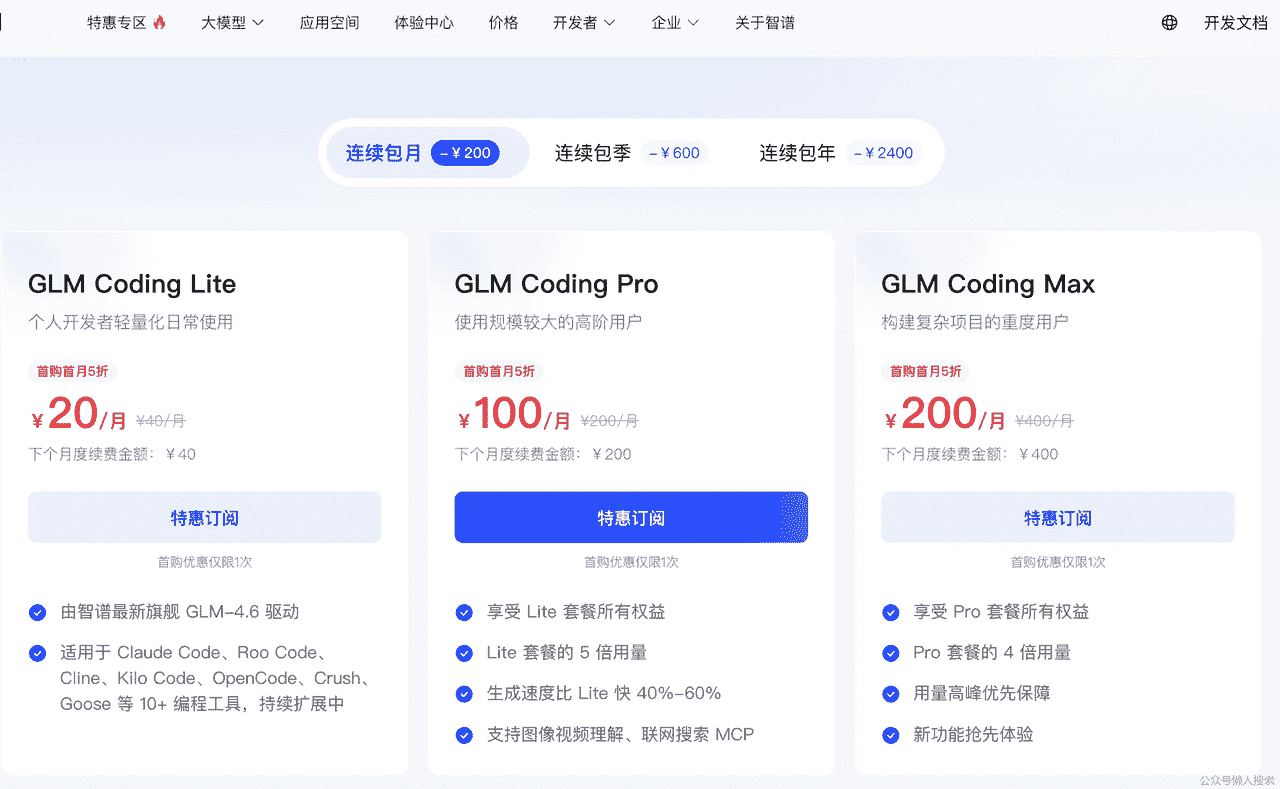 特惠专区 大模型 应用空间 体验中心 价格 开发者 企业 关于智谱 开发文档
连续包月 -¥200 连续包季 -¥600 连续包年 -¥2400
GLM Coding Lite
个人开发者轻量化日常使用
首购首月5折
¥20/月 ¥40/月
下个月度续费金额：¥40
特惠订阅
首购优惠仅限1次
由智谱最新旗舰 GLM-4.6 驱动
适用于 Claude Code、Roo Code、
Cline、Kilo Code、OpenCode、Crush、
Goose 等 10+ 编程工具，持续扩展中
GLM Coding Pro
使用规模较大的高阶用户
首购首月5折
¥100/月 ¥200/月
下个月度续费金额：¥200
特惠订阅
首购优惠仅限1次
享受 Lite 套餐所有权益
Lite 套餐的 5 倍用量
生成速度比 Lite 快 40%-60%
支持图像视频理解、联网搜索 MCP
GLM Coding Max
构建复杂项目的重度用户
首购首月5折
¥200/月 ¥400/月
下个月度续费金额：¥400
特惠订阅
首购优惠仅限1次
享受 Pro 套餐所有权益
Pro 套餐的 4 倍用量
用量高峰优先保障
新功能抢先体验
公众号懒人搜索